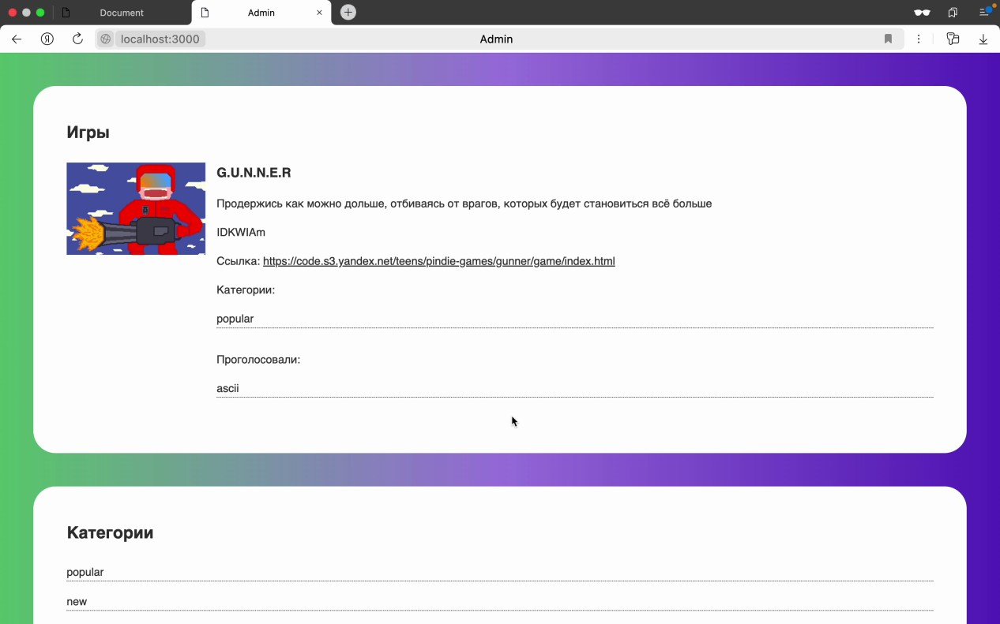 Document
Admin
localhost:3000
Admin
Игры
G.U.N.N.E.R
Продержись как можно дольше, отбиваясь от врагов, которых будет становиться всё больше
IDKWIAm
Ссылка: https://code.s3.yandex.net/teens/pindie-games/gunner/game/index.html
Категории:
popular
Проголосовали:
ascii
Категории
popular
new